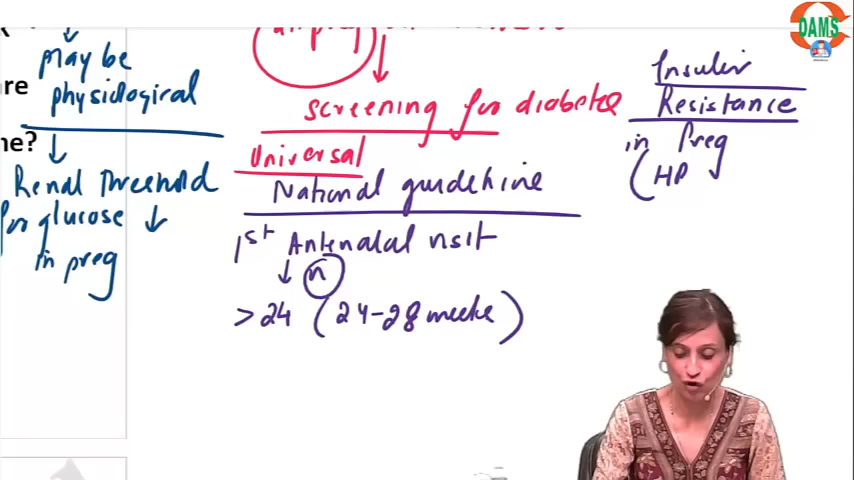 may be
physiological
are
ne?
Renal Threshold
for glucose ↓
in preg
screening for diabetes
Universal
National guideline
1st Antenatal visit
↓ n
>24 (24-28 weeks)
Insulin
Resistance
in Preg
(HP
DAMS